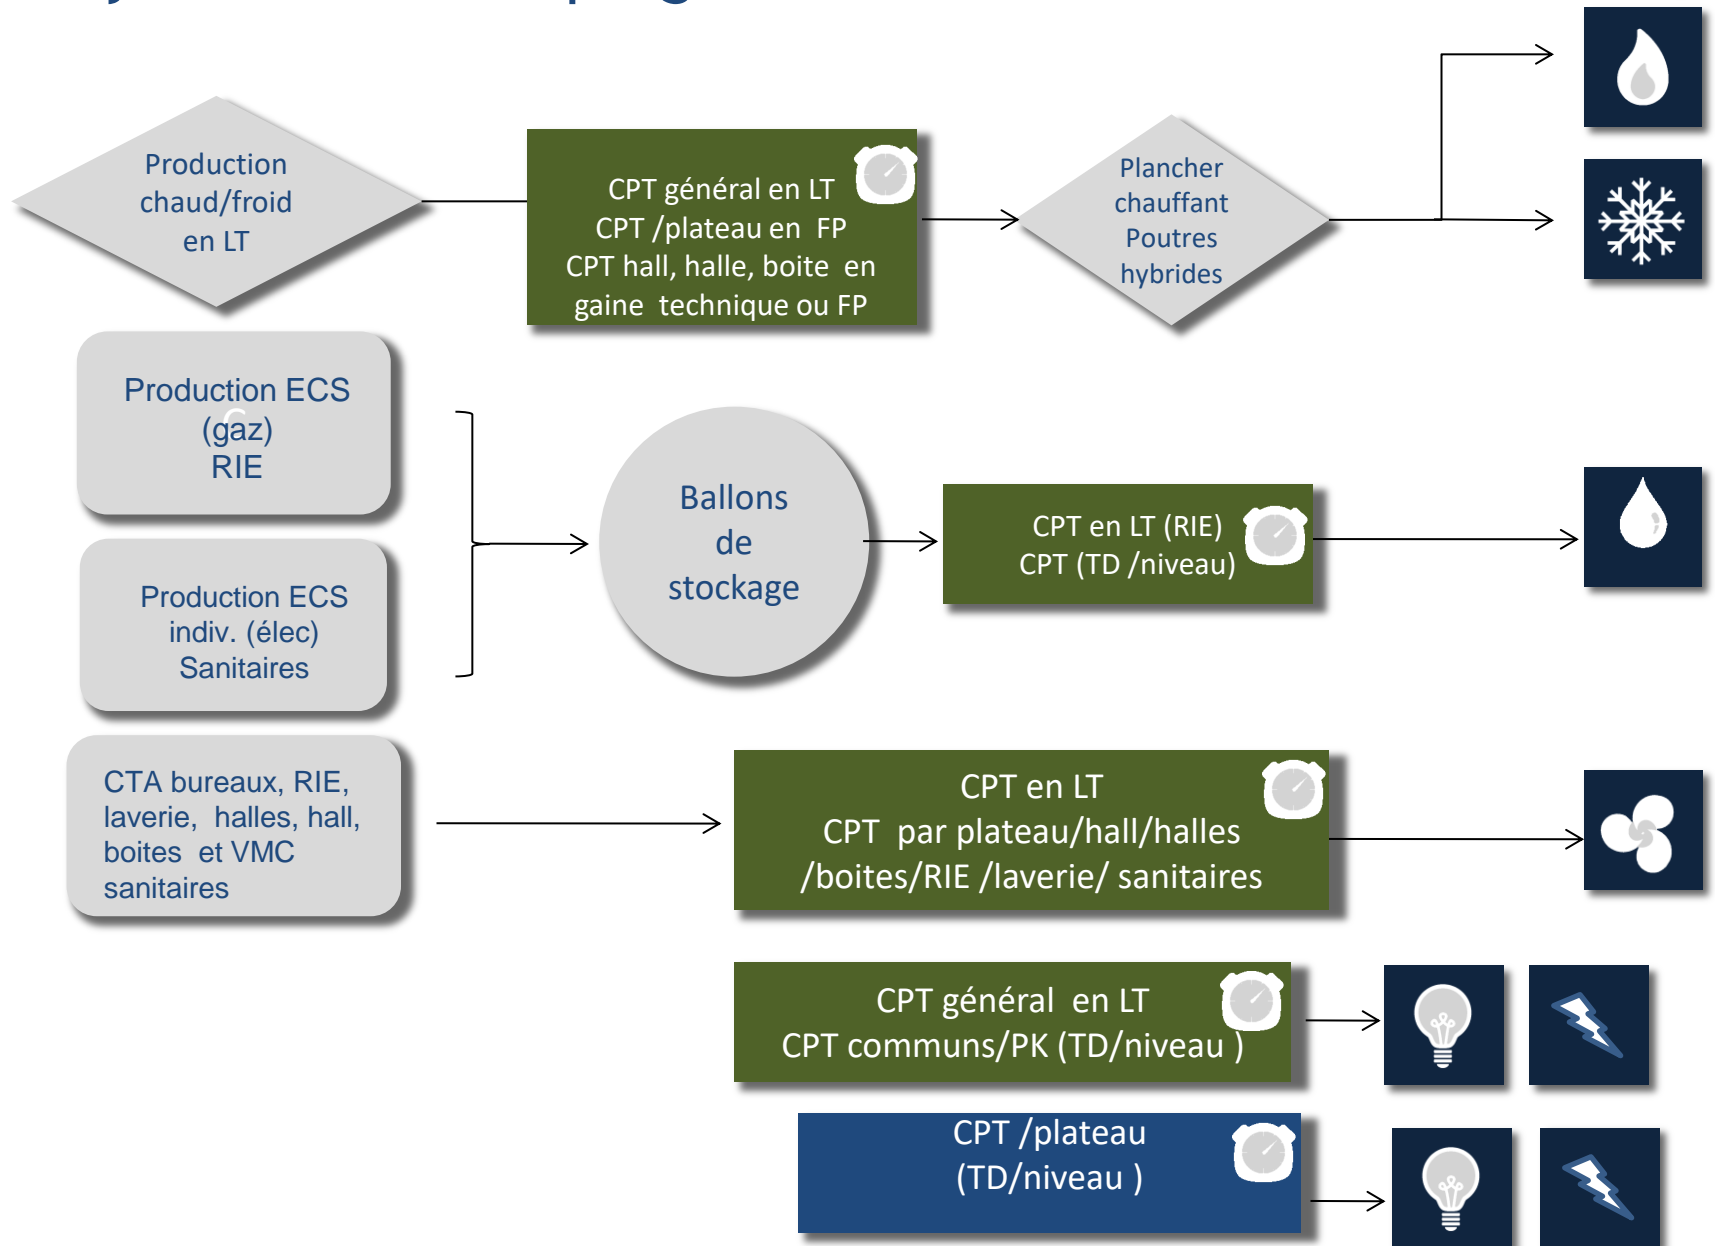 Production
chaud/froid
en LT
CPT général en LT
CPT /plateau en FP
CPT hall, halle, boite en
gaine technique ou FP
Plancher
chauffant
Poutres
hybrides
Production ECS
(gaz)
RIE
Production ECS
indiv. (élec)
Sanitaires
Ballons
de
stockage
CPT en LT (RIE)
CPT (TD /niveau)
CTA bureaux, RIE,
laverie, halles, hall,
boites et VMC
sanitaires
CPT en LT
CPT par plateau/hall/halles
/boites/RIE /laverie/ sanitaires
CPT général en LT
CPT communs/PK (TD/niveau )
CPT /plateau
(TD/niveau )